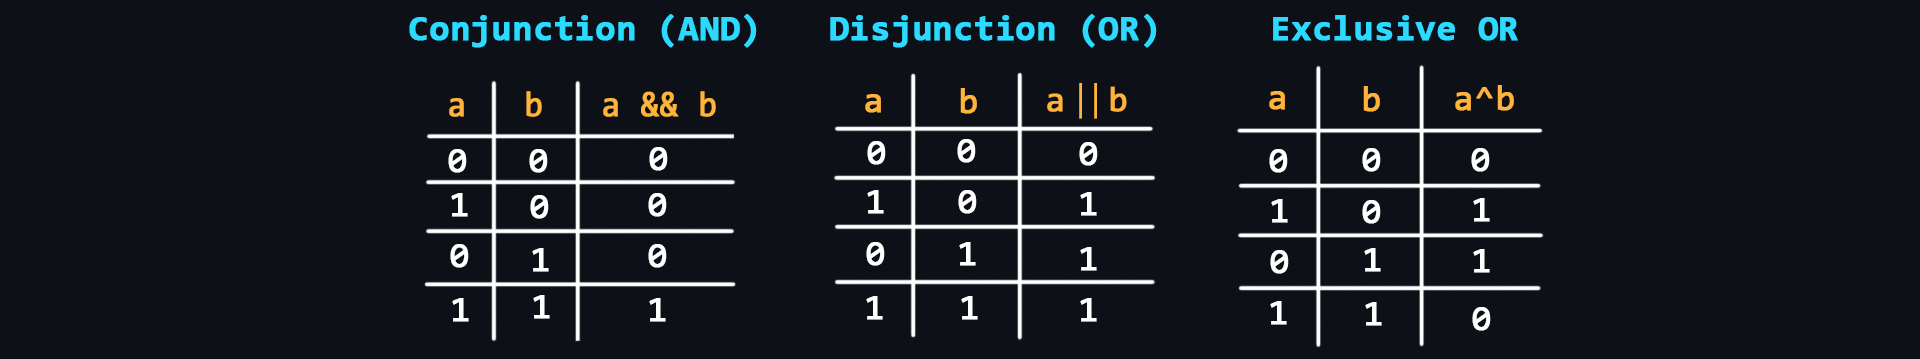 Conjunction (AND)
a b a && b
0 0 0
1 0 0
0 1 0
1 1 1
Disjunction (OR)
a b a||b
0 0 0
1 0 1
0 1 1
1 1 1
Exclusive OR
a b a^b
0 0 0
1 0 1
0 1 1
1 1 0